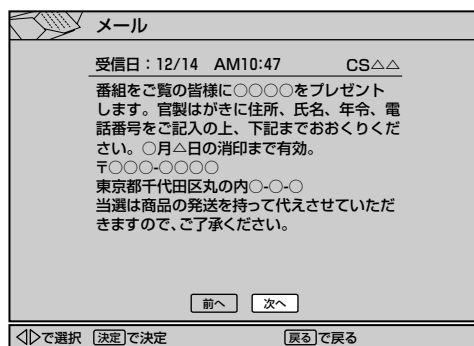 メール
受信日：12/14　AM10:47　CS△△
番組をご覧の皆様に○○○○をプレゼント
します。官製はがきに住所、氏名、年令、電
話番号をご記入の上、下記までおおくりくだ
さい。○月△日の消印まで有効。
〒○○○-○○○○
東京都千代田区丸の内○-○-○
当選は商品の発送を持って代えさせていただ
きますので、ご了承ください。
前へ　次へ
◁▷で選択　決定で決定　戻るで戻る